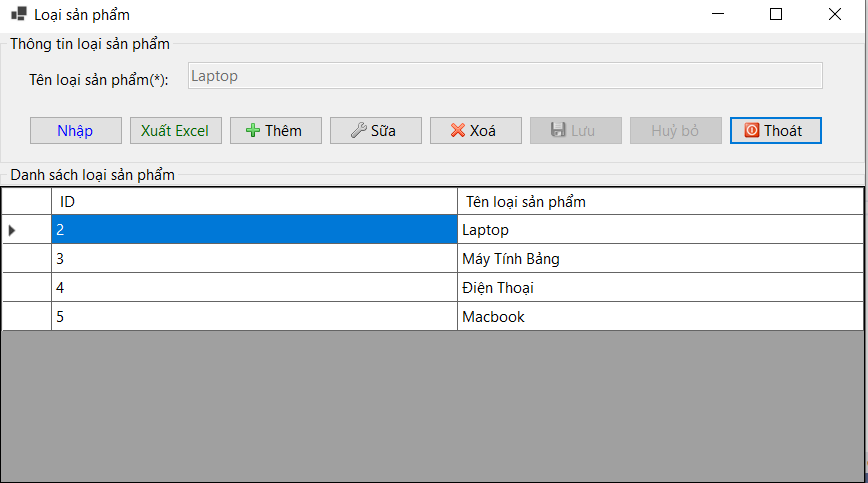 Loại sản phẩm
Thông tin loại sản phẩm
Tên loại sản phẩm(*): Laptop
Nhập Xuất Excel Thêm Sữa Xoá Lưu Huỷ bỏ Thoát
Danh sách loại sản phẩm
ID Tên loại sản phẩm
2 Laptop
3 Máy Tính Bảng
4 Điện Thoại
5 Macbook